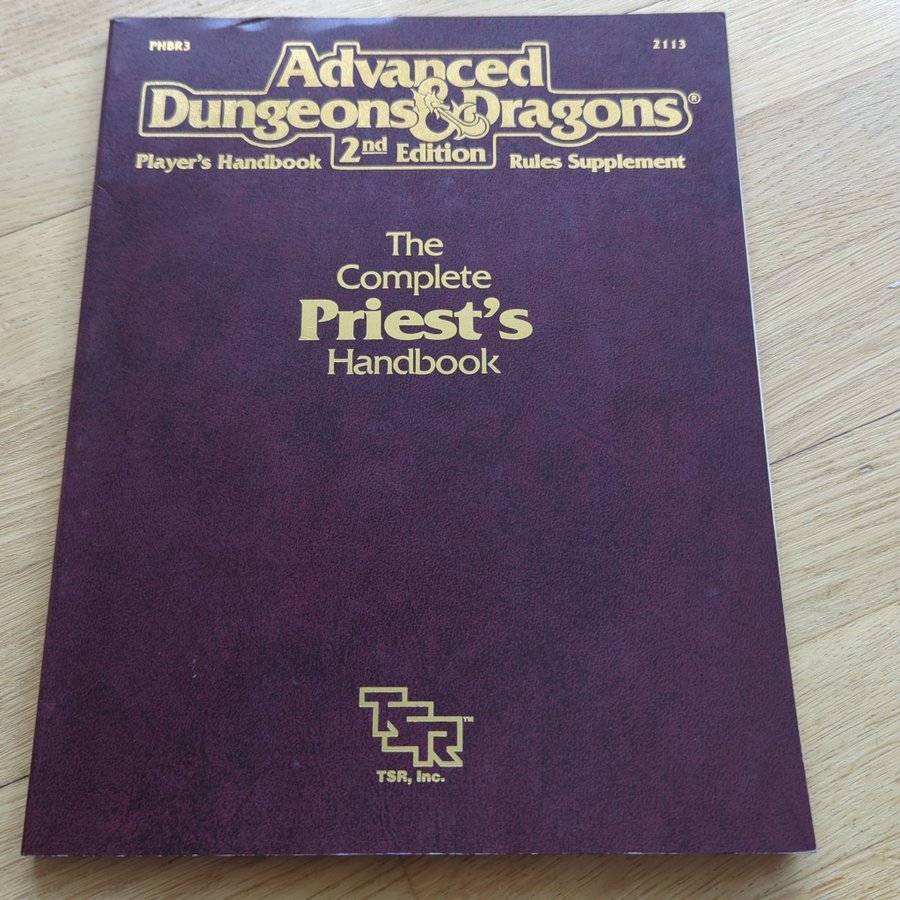 PHBR3 2113
Advanced
Dungeons & Dragons®
Player's Handbook 2nd Edition Rules Supplement
The
Complete
Priest's
Handbook
TSR™
TSR, Inc.